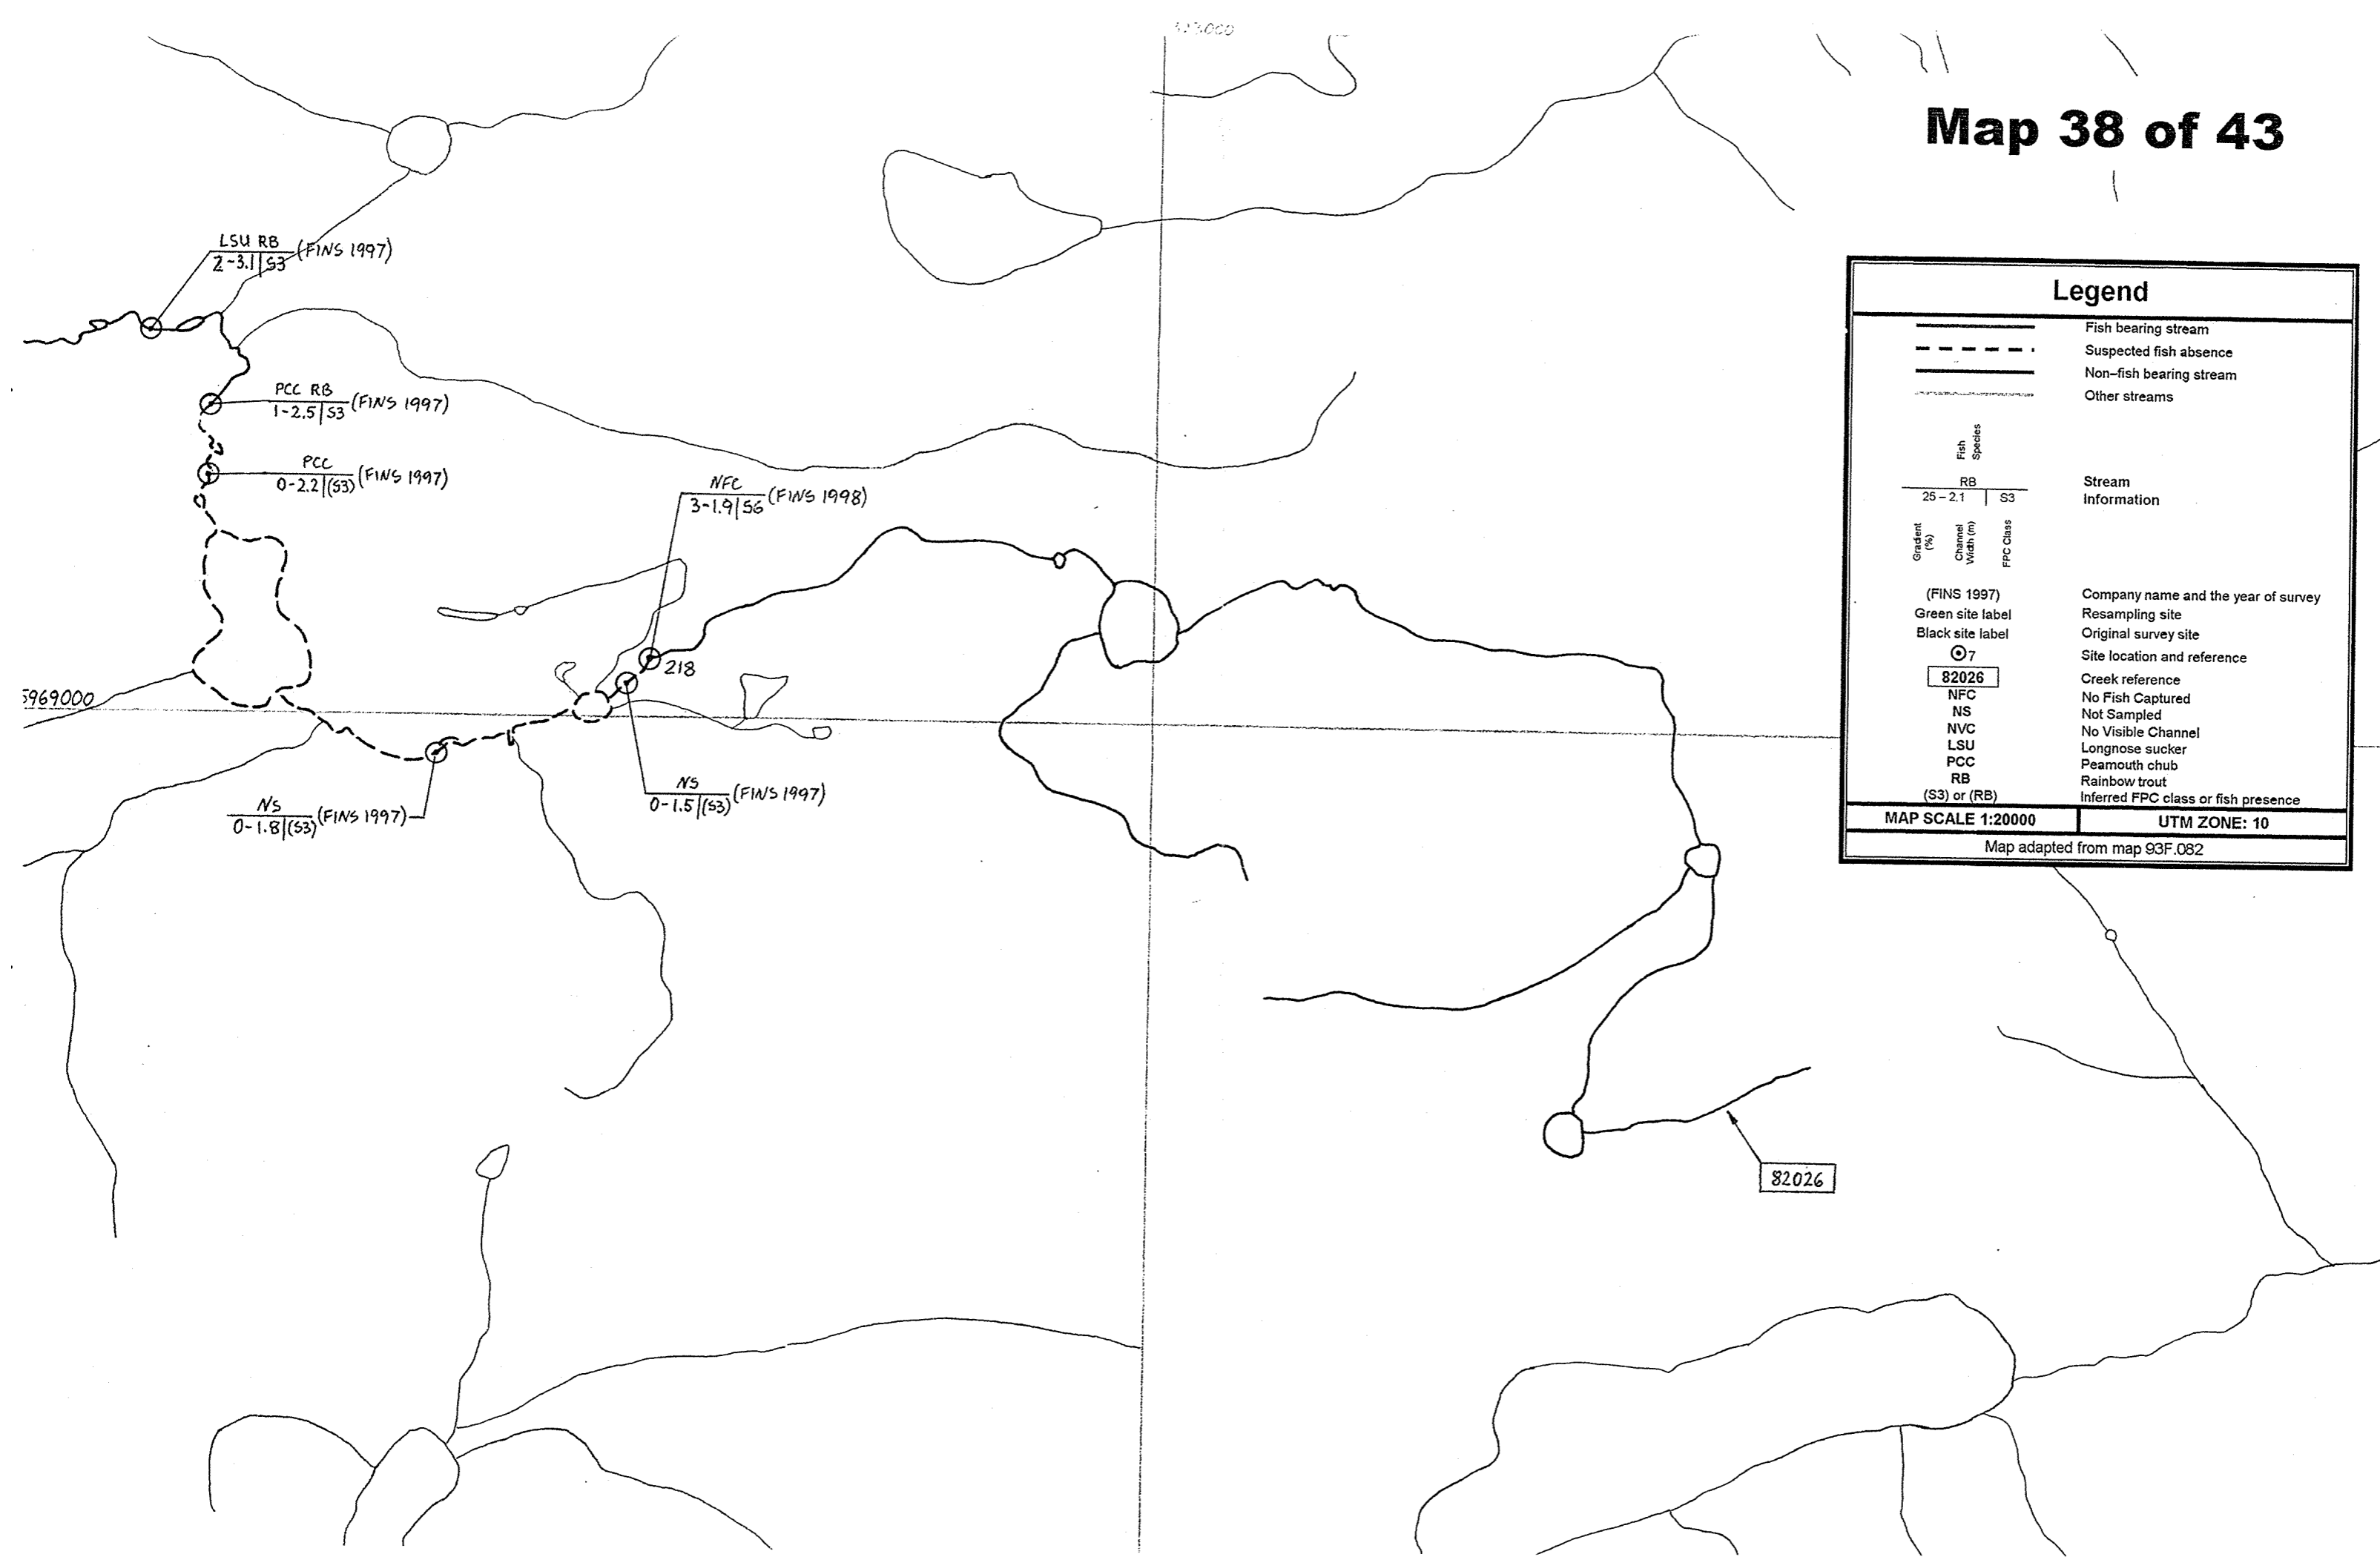 Map 38 of 43
LSU RB
2-3.1|S3 (FINS 1997)
PCC RB
1-2.5|S3 (FINS 1997)
PCC
0-2.2|(S3) (FINS 1997)
NFC
3-1.9|S6 (FINS 1998)
218
5969000
NS
0-1.5|(S3) (FINS 1997)
NS
0-1.8|(S3) (FINS 1997)
82026
Legend
Fish bearing stream
Suspected fish absence
Non-fish bearing stream
Other streams
Fish
Species
RB Stream
25 – 2.1 | S3 Information
Gradient
(%)
Channel
Width (m)
FPC Class
(FINS 1997) Company name and the year of survey
Green site label Resampling site
Black site label Original survey site
7 Site location and reference
82026 Creek reference
NFC No Fish Captured
NS Not Sampled
NVC No Visible Channel
LSU Longnose sucker
PCC Peamouth chub
RB Rainbow trout
(S3) or (RB) Inferred FPC class or fish presence
MAP SCALE 1:20000 UTM ZONE: 10
Map adapted from map 93F.082